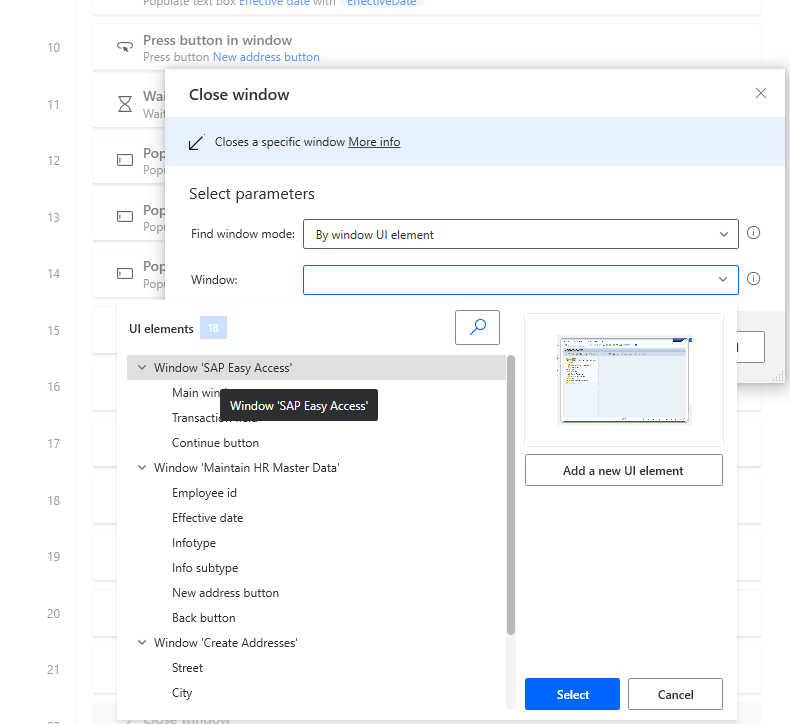 Populate text box Effective date with EffectiveDate
10
Press button in window
Press button New address button
11
Wai
Wait
12
Pop
Popu
13
Pop
Popu
14
Pop
Popu
15
16
17
18
19
20
21
Close window
Close window
Closes a specific window More info
Select parameters
Find window mode: By window UI element
Window:
UI elements 18
Window 'SAP Easy Access'
Main win
Window 'SAP Easy Access'
Transaction field
Continue button
Window 'Maintain HR Master Data'
Employee id
Effective date
Infotype
Info subtype
New address button
Back button
Window 'Create Addresses'
Street
City
Add a new UI element
Select
Cancel